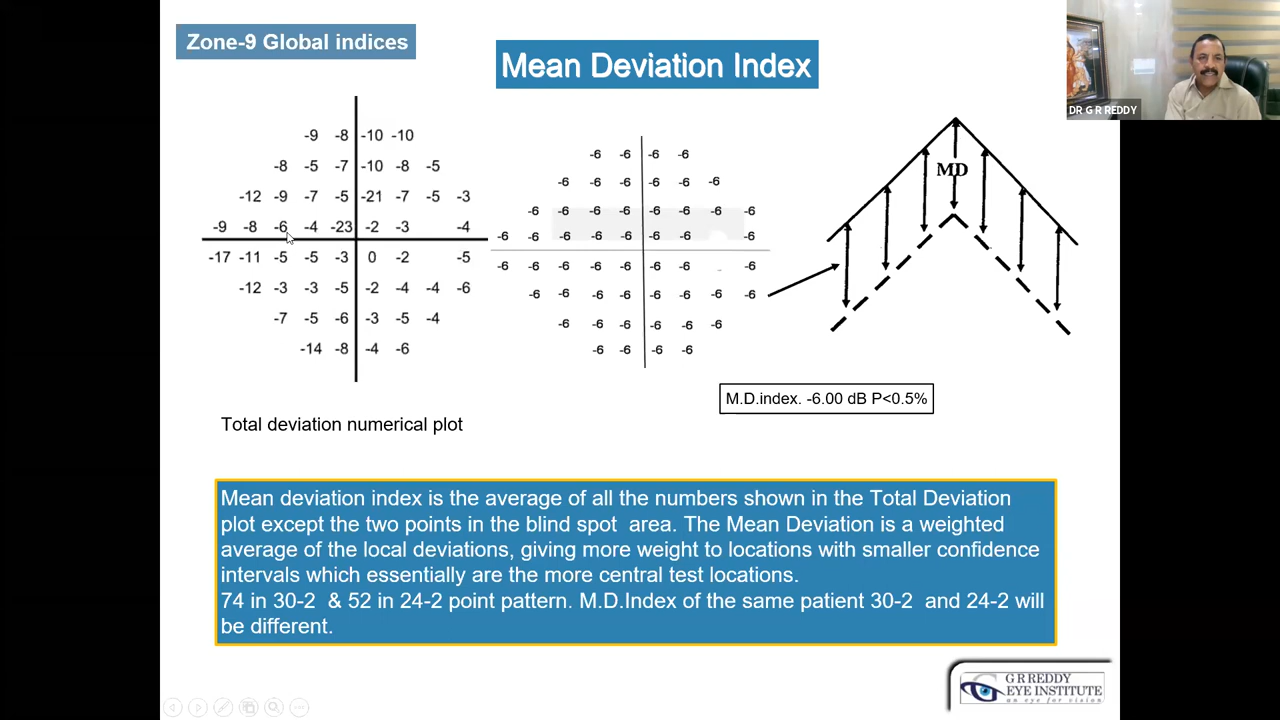 Zone-9 Global indices
Mean Deviation Index
DR G R REDDY
-9 -8 -10 -10
-8 -5 -7 -10 -8 -5
-12 -9 -7 -5 -21 -7 -5 -3
-9 -8 -6 -4 -23 -2 -3 -4
-17 -11 -5 -5 -3 0 -2 -5
-12 -3 -3 -5 -2 -4 -4 -6
-7 -5 -6 -3 -5 -4
-14 -8 -4 -6
Total deviation numerical plot
-6 -6 -6 -6
-6 -6 -6 -6 -6 -6
-6 -6 -6 -6 -6 -6 -6 -6
-6 -6 -6 -6 -6 -6 -6 -6
-6 -6 -6 -6 -6 -6 -6 -6
-6 -6 -6 -6 -6 -6 -6 -6
-6 -6 -6 -6 -6 -6
-6 -6 -6 -6
MD
M.D.index. -6.00 dB P<0.5%
Mean deviation index is the average of all the numbers shown in the Total Deviation
plot except the two points in the blind spot area. The Mean Deviation is a weighted
average of the local deviations, giving more weight to locations with smaller confidence
intervals which essentially are the more central test locations.
74 in 30-2 & 52 in 24-2 point pattern. M.D.Index of the same patient 30-2 and 24-2 will
be different.
G R REDDY
EYE INSTITUTE
an eye for vision